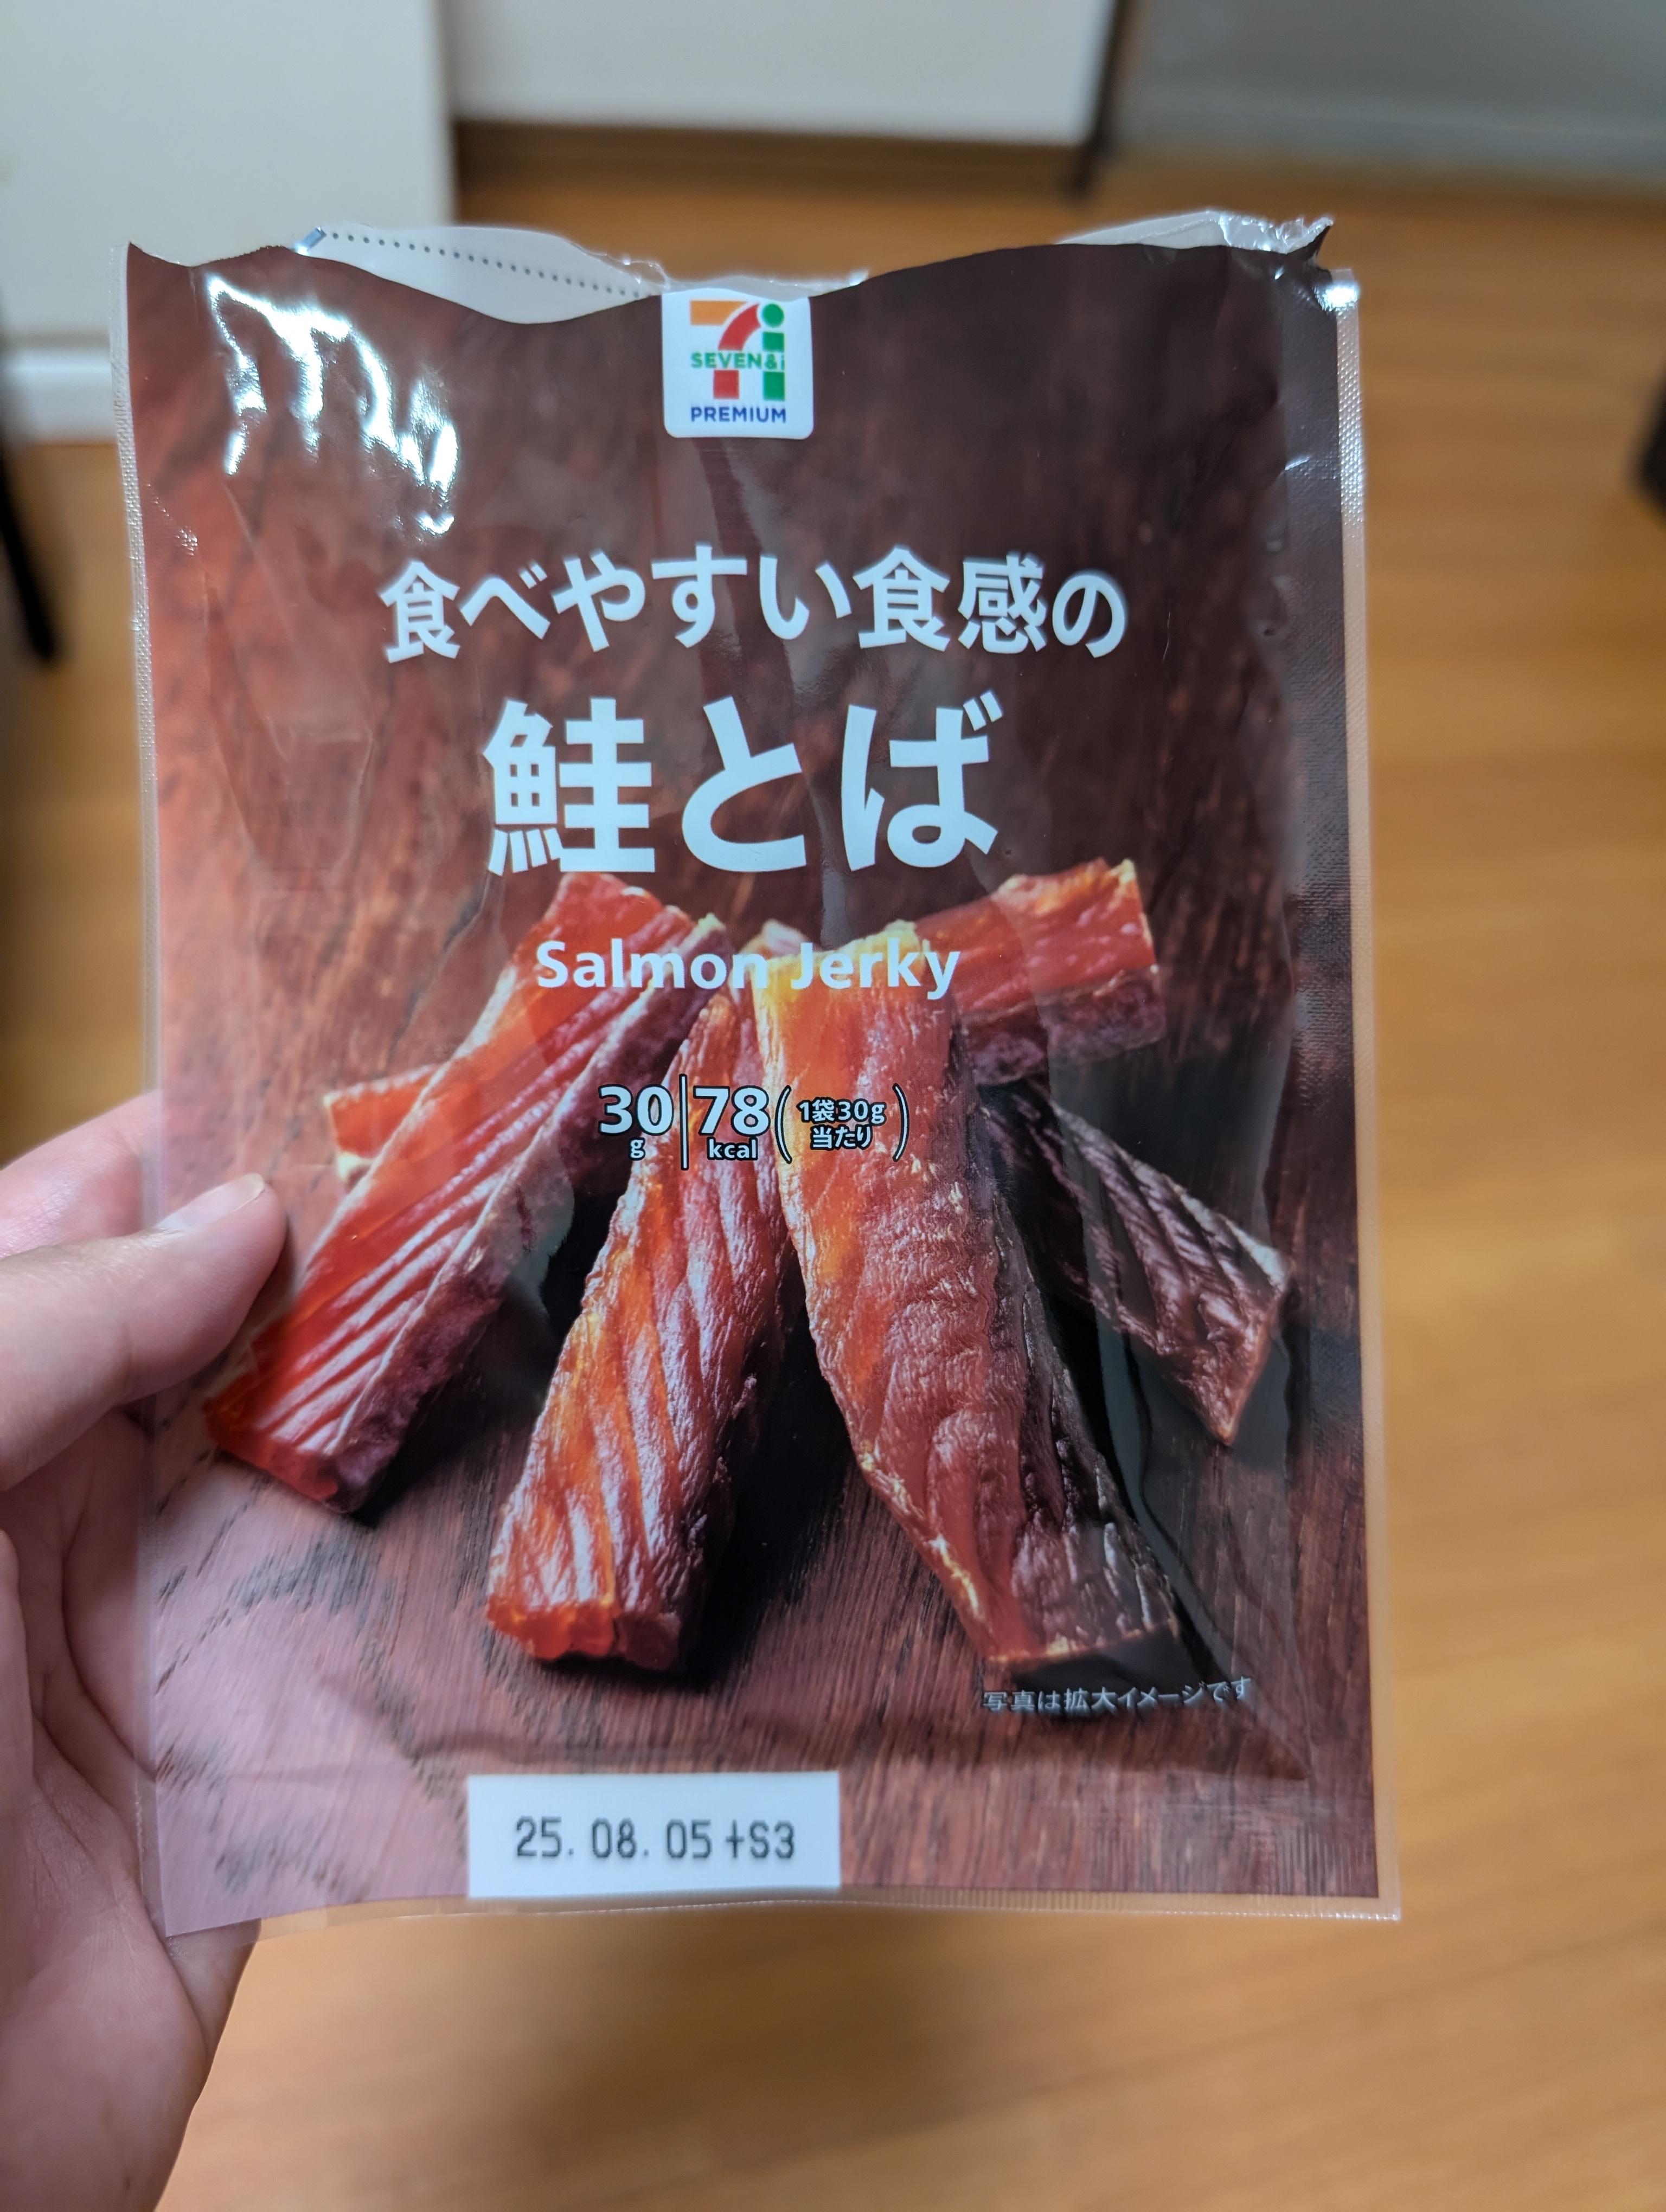 SEVEN&i
PREMIUM
食べやすい食感の
鮭とば
Salmon Jerky
30g|78kcal(1袋30g当たり)
写真は拡大イメージです
25.08.05+S3